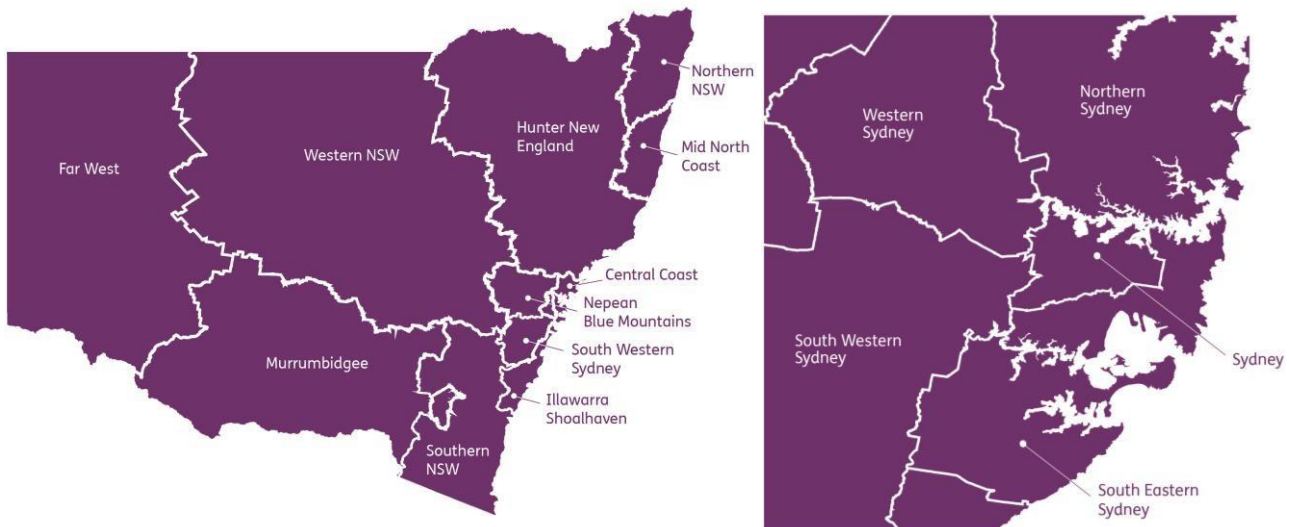 Far West
Western NSW
Hunter New
England
Northern
NSW
Mid North
Coast
Central Coast
Nepean
Blue Mountains
South Western
Sydney
Illawarra
Shoalhaven
Murrumbidgee
Southern
NSW
Western
Sydney
Northern
Sydney
South Western
Sydney
Sydney
South Eastern
Sydney